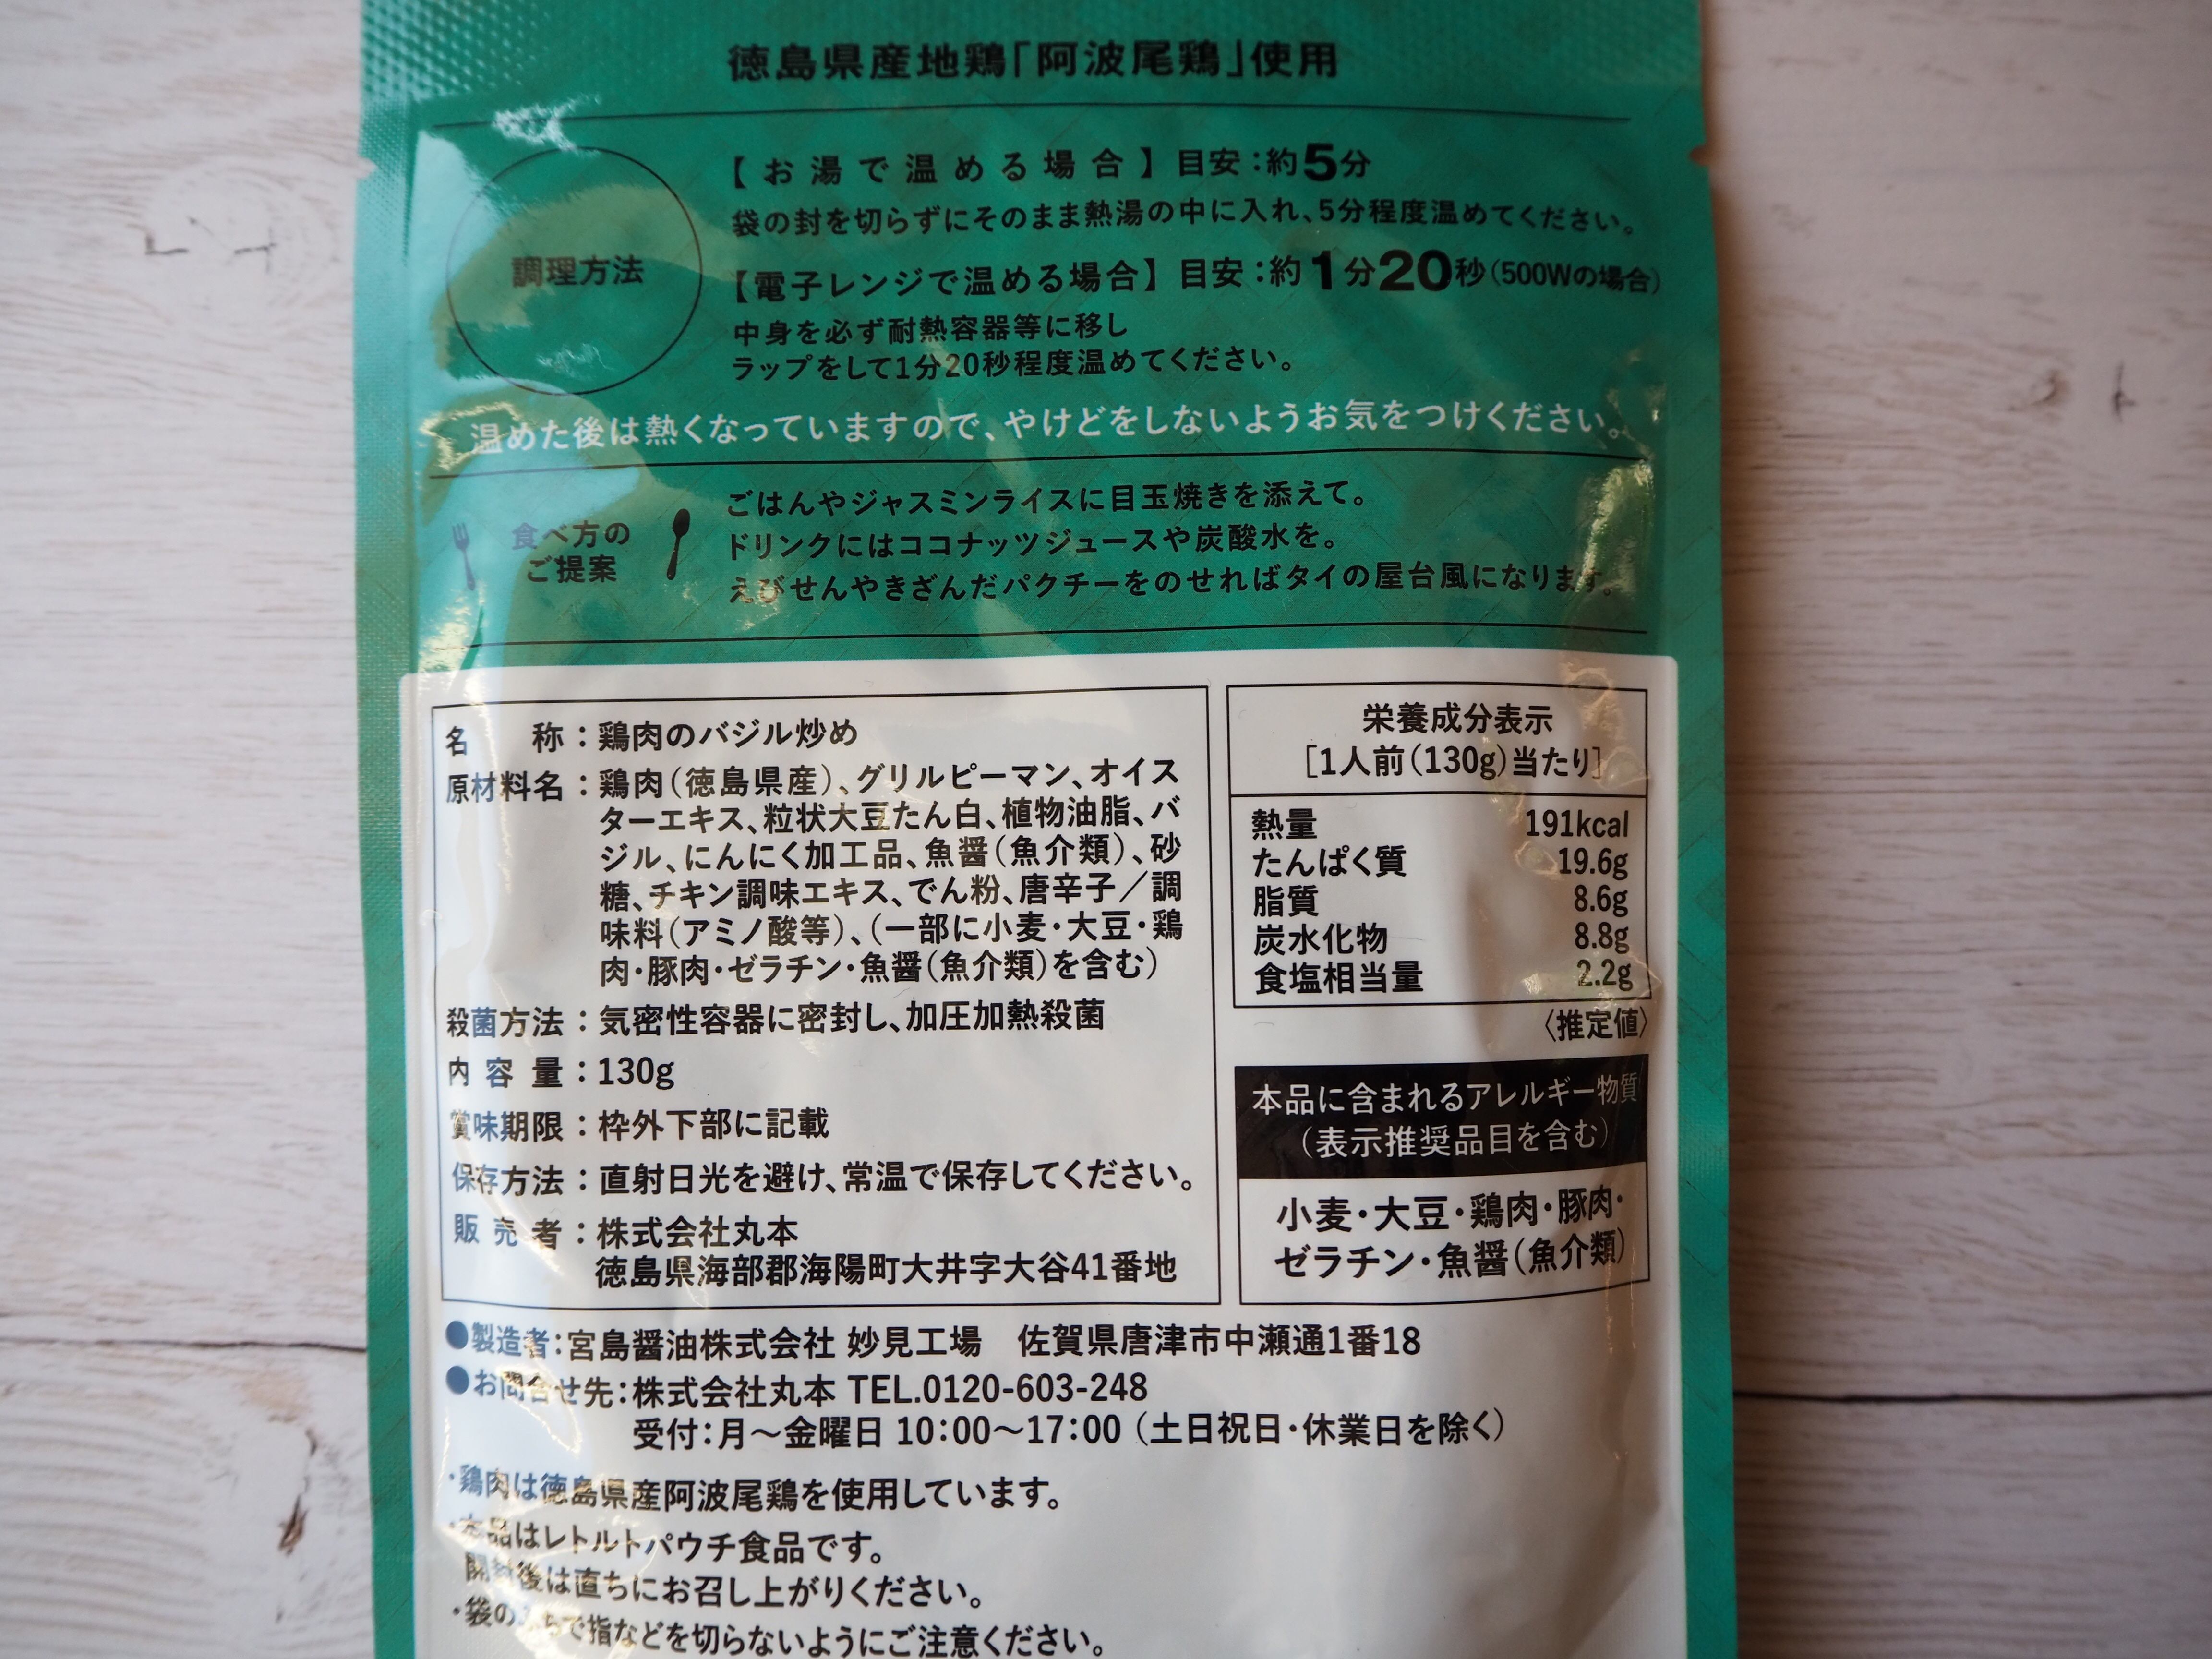 徳島県産地鶏「阿波尾鶏」使用
調理方法
【お湯で温める場合】目安：約5分
袋の封を切らずにそのまま熱湯の中に入れ、5分程度温めてください。
【電子レンジで温める場合】目安：約1分20秒（500Wの場合）
中身を必ず耐熱容器等に移し
ラップをして1分20秒程度温めてください。
温めた後は熱くなっていますので、やけどをしないようお気をつけください。
食べ方の
ご提案
ごはんやジャスミンライスに目玉焼きを添えて。
ドリンクにはココナッツジュースや炭酸水を。
えびせんやきざんだパクチーをのせればタイの屋台風になります。
名　称：鶏肉のバジル炒め
原材料名：鶏肉（徳島県産）、グリルピーマン、オイス
ターエキス、粒状大豆たん白、植物油脂、バ
ジル、にんにく加工品、魚醤（魚介類）、砂
糖、チキン調味エキス、でん粉、唐辛子／調
味料（アミノ酸等）、（一部に小麦・大豆・鶏
肉・豚肉・ゼラチン・魚醤（魚介類）を含む）
殺菌方法：気密性容器に密封し、加圧加熱殺菌
内容量：130g
賞味期限：枠外下部に記載
保存方法：直射日光を避け、常温で保存してください。
販売者：株式会社丸本
徳島県海部郡海陽町大井字大谷41番地
栄養成分表示
［1人前（130g）当たり］
熱量 191kcal
たんぱく質 19.6g
脂質 8.6g
炭水化物 8.8g
食塩相当量 2.2g
〈推定値〉
本品に含まれるアレルギー物質
（表示推奨品目を含む）
小麦・大豆・鶏肉・豚肉・
ゼラチン・魚醤（魚介類）
●製造者：宮島醤油株式会社 妙見工場　佐賀県唐津市中瀬通1番18
●お問合せ先：株式会社丸本 TEL.0120-603-248
受付：月～金曜日 10：00～17：00（土日祝日・休業日を除く）
・鶏肉は徳島県産阿波尾鶏を使用しています。
・本品はレトルトパウチ食品です。
開封後は直ちにお召し上がりください。
・袋のふちで指などを切らないようにご注意ください。